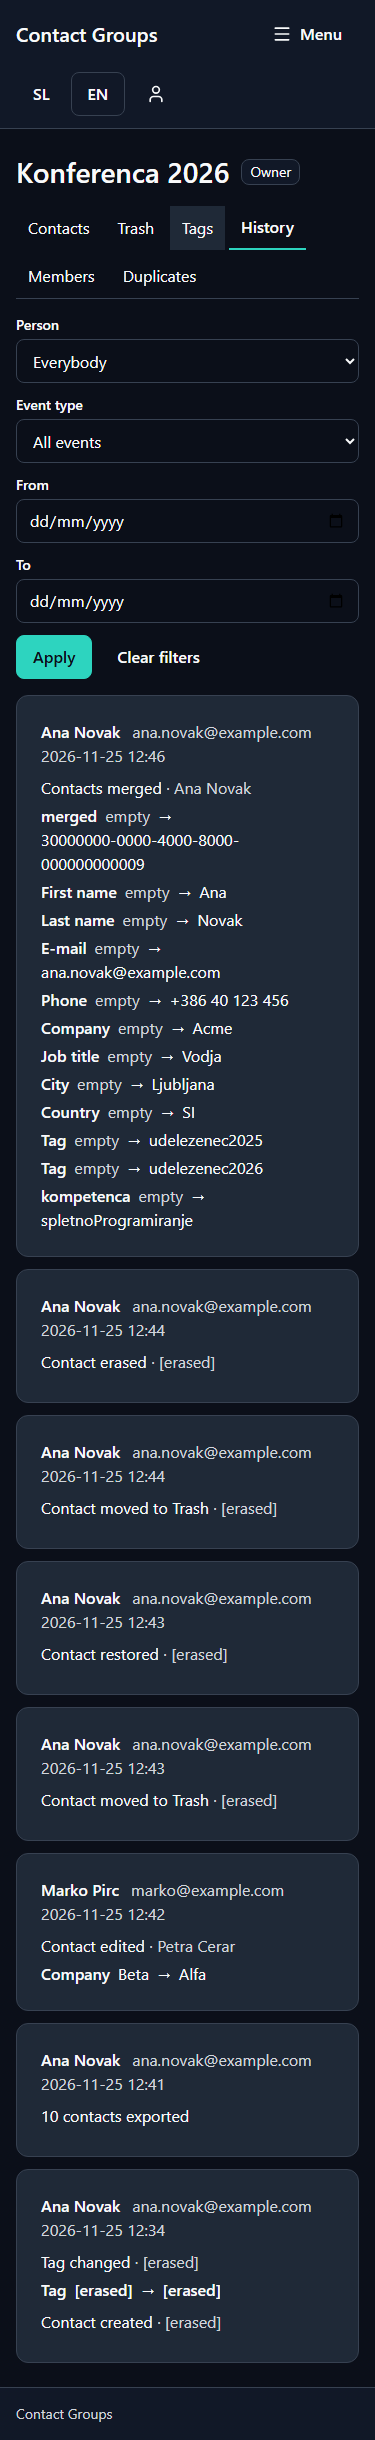 Contact Groups
Menu
SL EN
Konferenca 2026 Owner
Contacts Trash Tags History
Members Duplicates
Person
Everybody
Event type
All events
From
dd/mm/yyyy
To
dd/mm/yyyy
Apply Clear filters
Ana Novak ana.novak@example.com
2026-11-25 12:46
Contacts merged · Ana Novak
merged empty →
30000000-0000-4000-8000-
000000000009
First name empty → Ana
Last name empty → Novak
E-mail empty →
ana.novak@example.com
Phone empty → +386 40 123 456
Company empty → Acme
Job title empty → Vodja
City empty → Ljubljana
Country empty → SI
Tag empty → udelezenec2025
Tag empty → udelezenec2026
kompetenca empty →
spletnoProgramiranje
Ana Novak ana.novak@example.com
2026-11-25 12:44
Contact erased · [erased]
Ana Novak ana.novak@example.com
2026-11-25 12:44
Contact moved to Trash · [erased]
Ana Novak ana.novak@example.com
2026-11-25 12:43
Contact restored · [erased]
Ana Novak ana.novak@example.com
2026-11-25 12:43
Contact moved to Trash · [erased]
Marko Pirc marko@example.com
2026-11-25 12:42
Contact edited · Petra Cerar
Company Beta → Alfa
Ana Novak ana.novak@example.com
2026-11-25 12:41
10 contacts exported
Ana Novak ana.novak@example.com
2026-11-25 12:34
Tag changed · [erased]
Tag [erased] → [erased]
Contact created · [erased]
Contact Groups